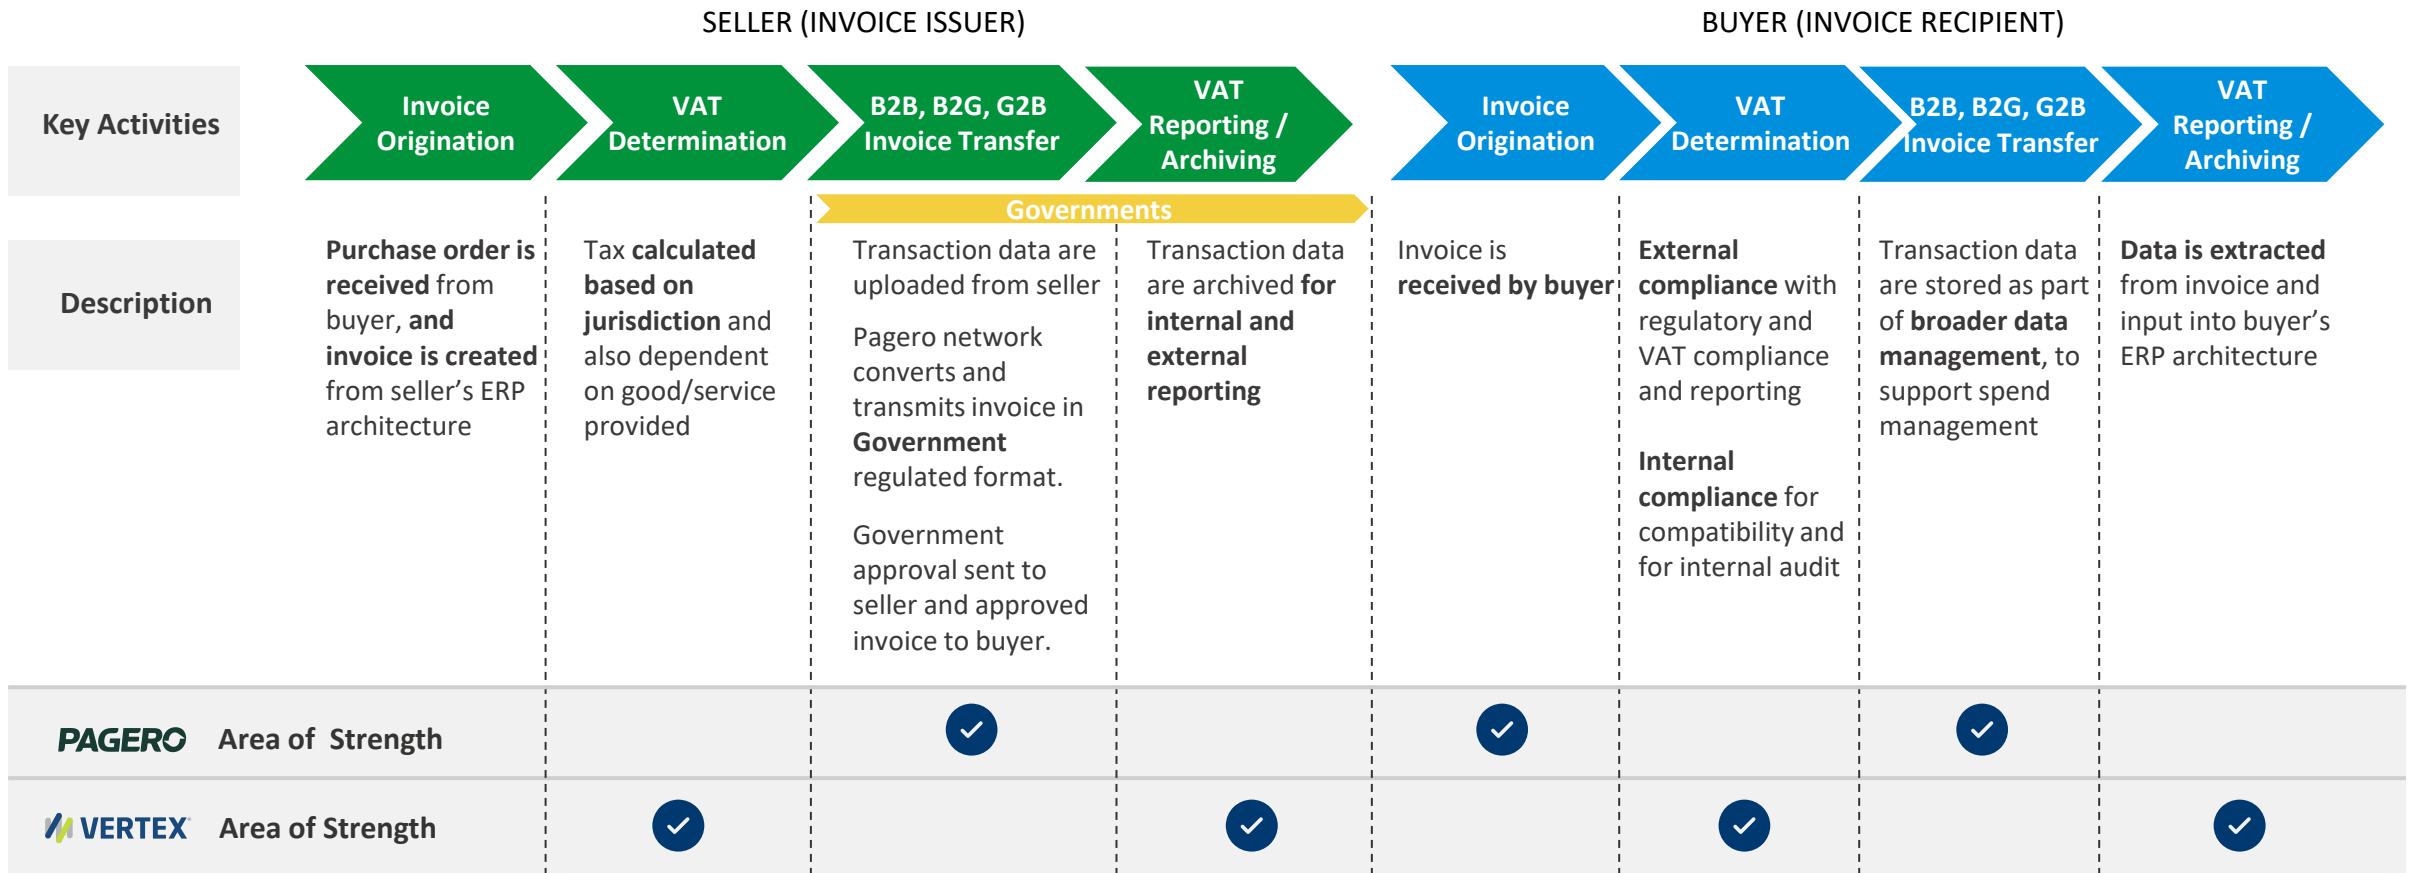 SELLER (INVOICE ISSUER)
BUYER (INVOICE RECIPIENT)
Key Activities
Invoice
Origination
VAT
Determination
B2B, B2G, G2B
Invoice Transfer
VAT
Reporting /
Archiving
Invoice
Origination
VAT
Determination
B2B, B2G, G2B
Invoice Transfer
VAT
Reporting /
Archiving
Governments
Description
Purchase order is
received from
buyer, and
invoice is created
from seller’s ERP
architecture
Tax calculated
based on
jurisdiction and
also dependent
on good/service
provided
Transaction data are
uploaded from seller
Pagero network
converts and
transmits invoice in
Government
regulated format.
Government
approval sent to
seller and approved
invoice to buyer.
Transaction data
are archived for
internal and
external
reporting
Invoice is
received by buyer
External
compliance with
regulatory and
VAT compliance
and reporting
Internal
compliance for
compatibility and
for internal audit
Transaction data
are stored as part
of broader data
management, to
support spend
management
Data is extracted
from invoice and
input into buyer’s
ERP architecture
PAGERO Area of Strength
VERTEX Area of Strength